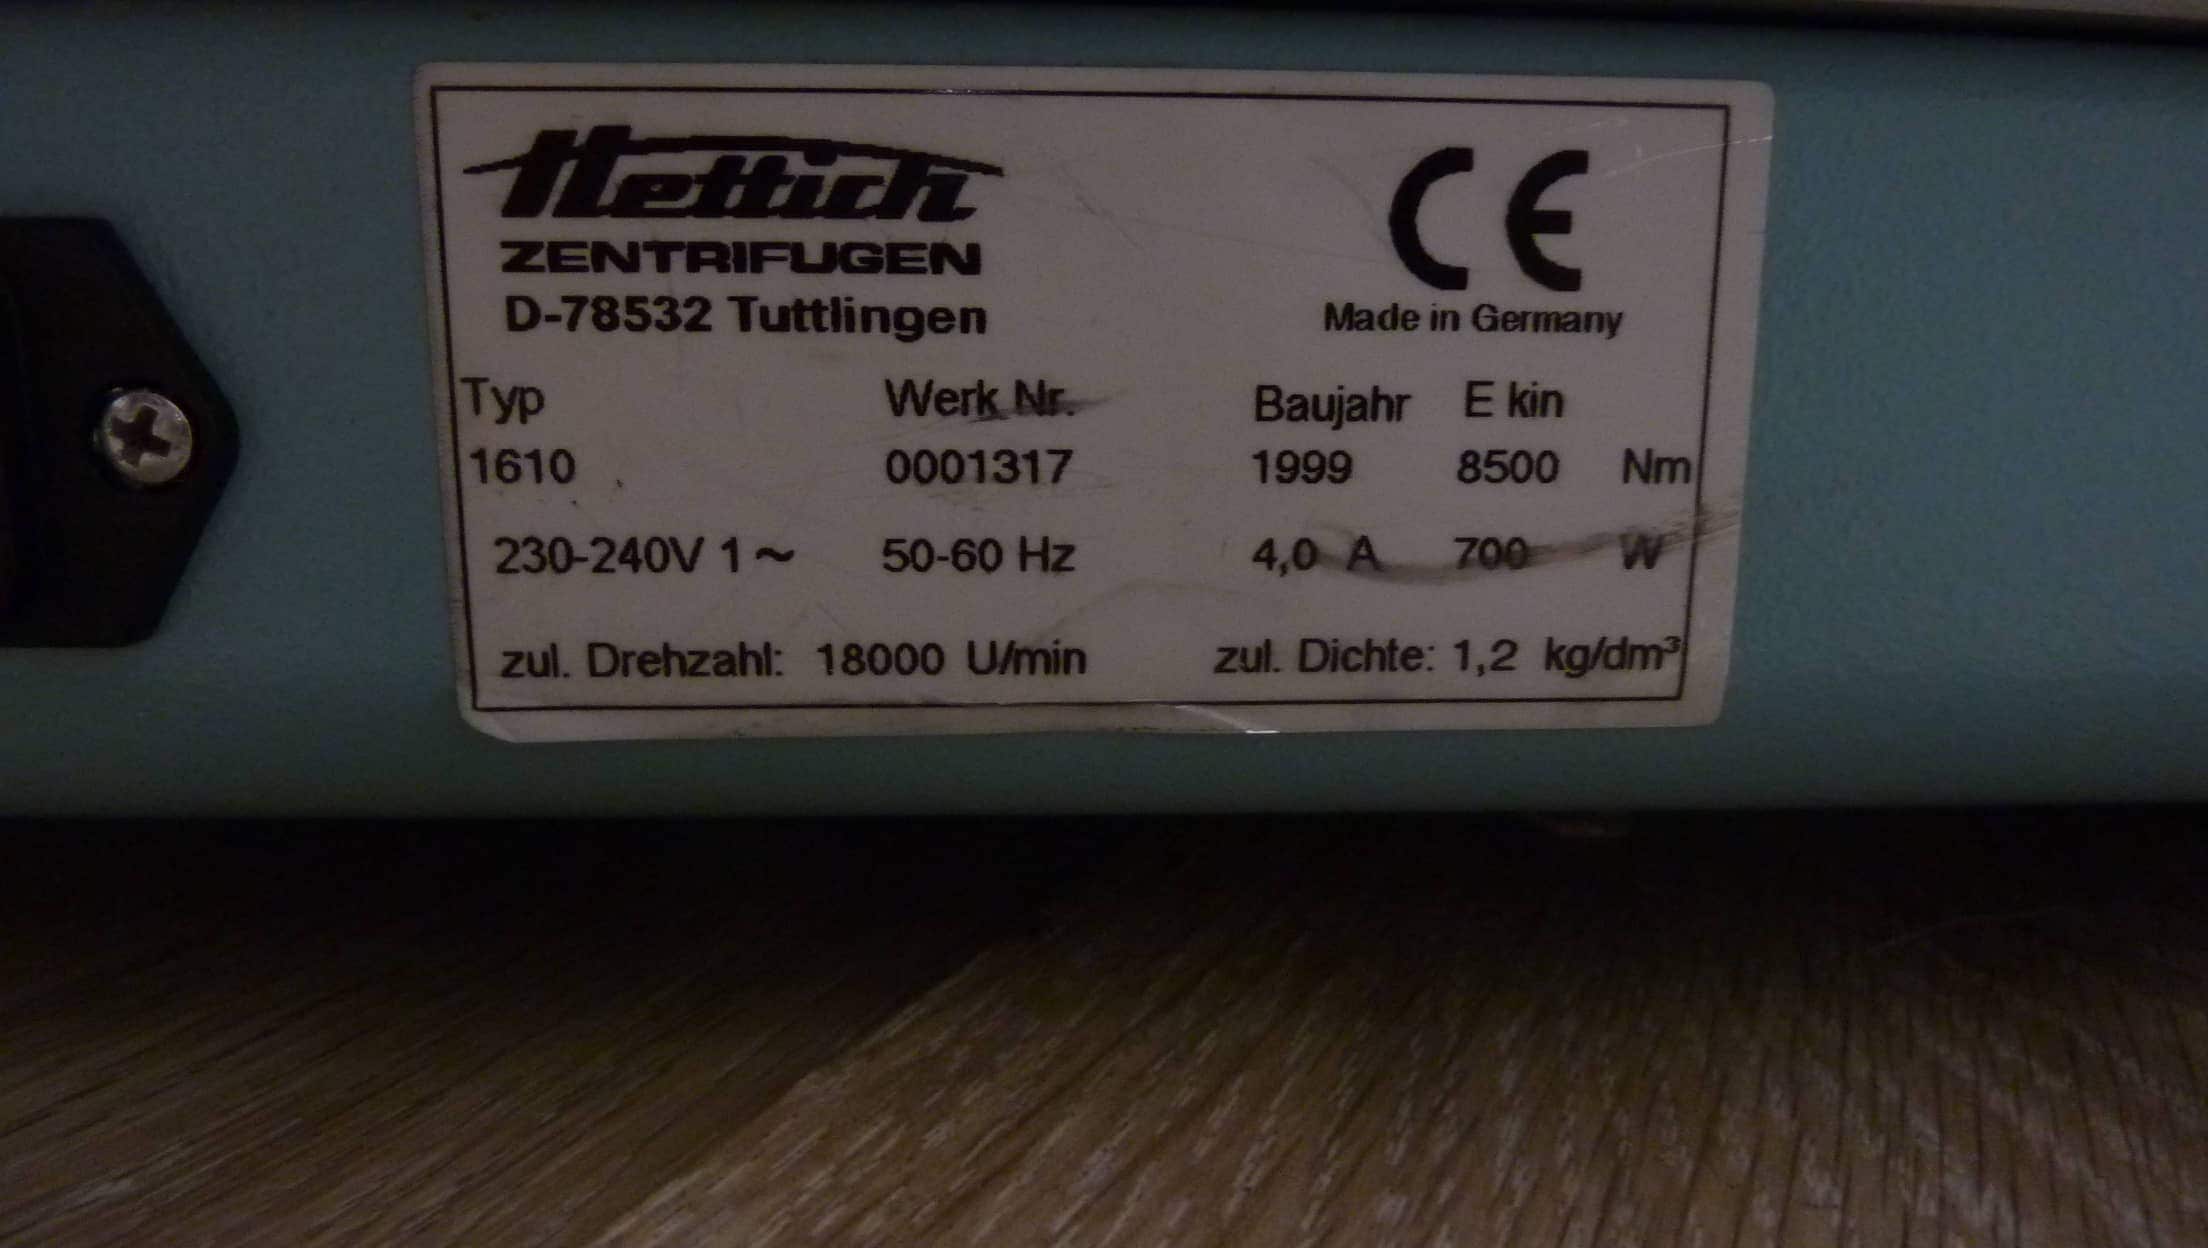 Hettich
ZENTRIFUGEN
D-78532 Tuttlingen
CE
Made in Germany
Typ Werk Nr. Baujahr E kin
1610 0001317 1999 8500 Nm
230-240V 1~ 50-60 Hz 4,0 A 700 W
zul. Drehzahl: 18000 U/min zul. Dichte: 1,2 kg/dm³